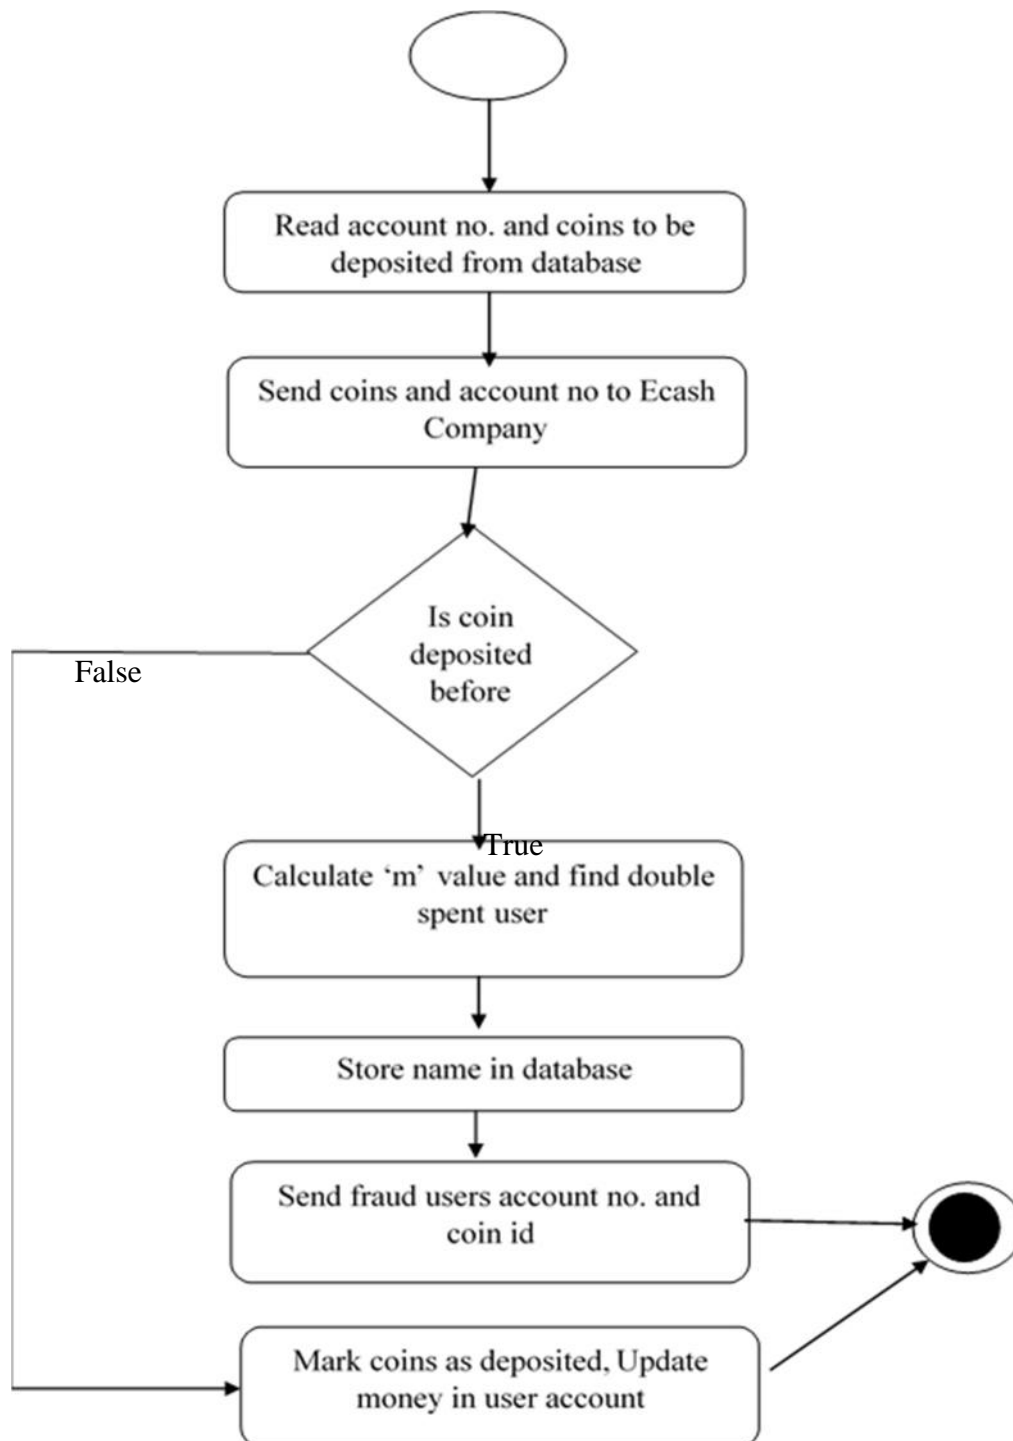 Read account no. and coins to be
deposited from database
Send coins and account no to Ecash
Company
Is coin
deposited
before
False
True
Calculate ‘m’ value and find double
spent user
Store name in database
Send fraud users account no. and
coin id
Mark coins as deposited, Update
money in user account